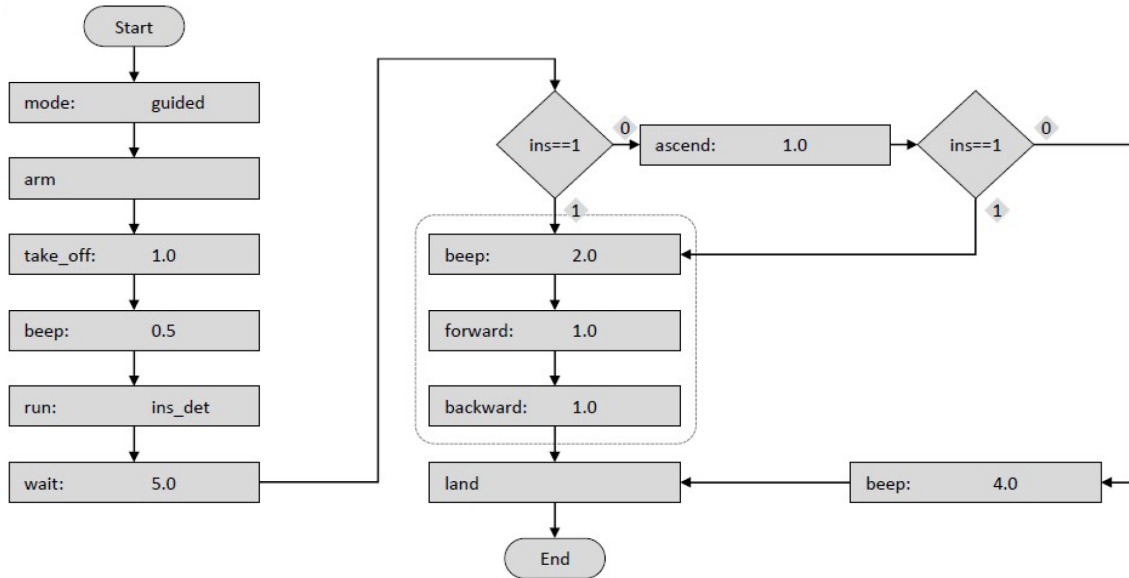 Start
mode: guided
arm
take_off: 1.0
beep: 0.5
run: ins_det
wait: 5.0
ins==1
0
ascend: 1.0
ins==1
0
1
1
beep: 2.0
forward: 1.0
backward: 1.0
land
beep: 4.0
End